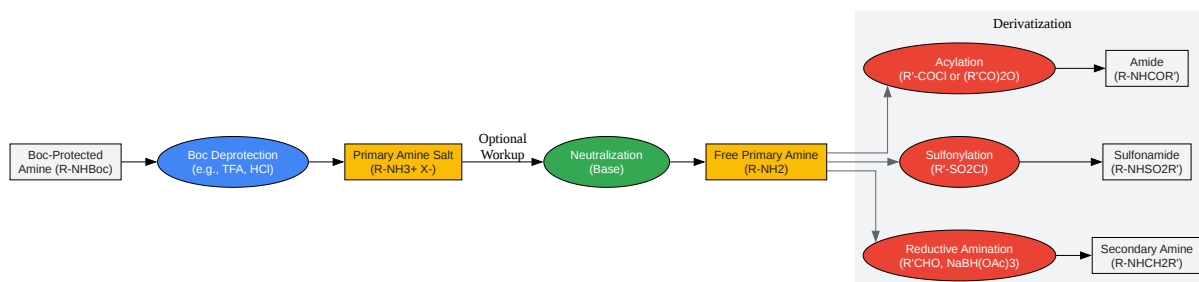 Derivatization
Acylation
(R'-COCl or (R'CO)2O)
Amide
(R-NHCOR')
Boc-Protected
Amine (R-NHBoc)
Boc Deprotection
(e.g., TFA, HCl)
Primary Amine Salt
(R-NH3+ X-)
Optional
Workup
Neutralization
(Base)
Free Primary Amine
(R-NH2)
Sulfonylation
(R'-SO2Cl)
Sulfonamide
(R-NHSO2R')
Reductive Amination
(R'CHO, NaBH(OAc)3)
Secondary Amine
(R-NHCH2R')